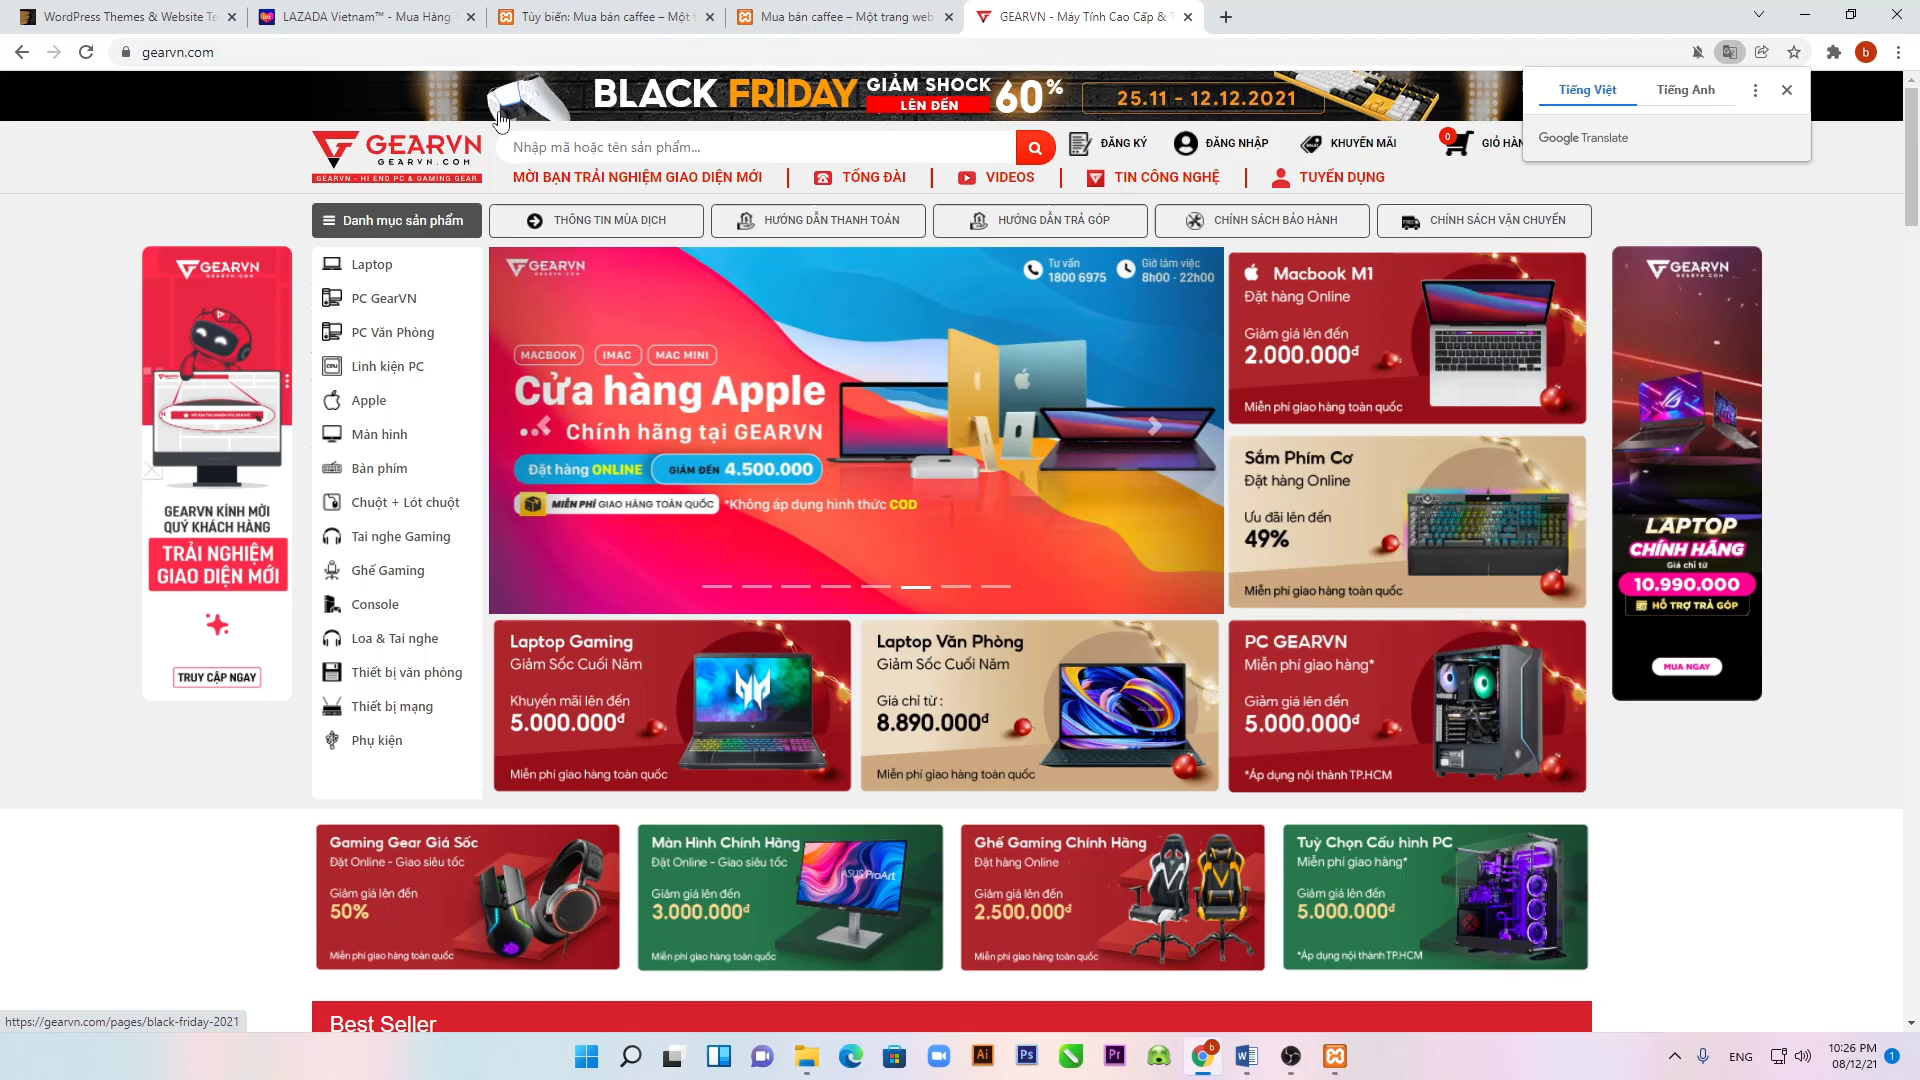 WordPress Themes & Website Te
LAZADA Vietnam™ - Mua Hàng T
Tùy biến: Mua bán caffee – Một t
Mua bán caffee – Một trang web
GEARVN - Máy Tính Cao Cấp & T
gearvn.com
b
BLACK FRIDAY GIẢM SHOCK LÊN ĐẾN 60%
25.11 - 12.12.2021
Tiếng Việt
Tiếng Anh
Google Translate
GEARVN
GEARVN.COM
GEARVN - HI END PC & GAMING GEAR
Nhập mã hoặc tên sản phẩm...
ĐĂNG KÝ
ĐĂNG NHẬP
KHUYẾN MÃI
0
GIỎ HÀN
MỜI BẠN TRẢI NGHIỆM GIAO DIỆN MỚI
TỔNG ĐÀI
VIDEOS
TIN CÔNG NGHỆ
TUYỂN DỤNG
Danh mục sản phẩm
THÔNG TIN MÙA DỊCH
HƯỚNG DẪN THANH TOÁN
HƯỚNG DẪN TRẢ GÓP
CHÍNH SÁCH BẢO HÀNH
CHÍNH SÁCH VẬN CHUYỂN
GEARVN
GEARVN KÍNH MỜI
QUÝ KHÁCH HÀNG
TRẢI NGHIỆM
GIAO DIỆN MỚI
TRUY CẬP NGAY
Laptop
PC GearVN
PC Văn Phòng
Linh kiện PC
Apple
Màn hình
Bàn phím
Chuột + Lót chuột
Tai nghe Gaming
Ghế Gaming
Console
Loa & Tai nghe
Thiết bị văn phòng
Thiết bị mạng
Phụ kiện
GEARVN
GEARVN.COM
Tư vấn
1800 6975
Giờ làm việc
8h00 - 22h00
MACBOOK
IMAC
MAC MINI
Cửa hàng Apple
Chính hãng tại GEARVN
Đặt hàng ONLINE
GIẢM ĐẾN 4.500.000
MIỄN PHÍ GIAO HÀNG TOÀN QUỐC
*Không áp dụng hình thức COD
Macbook M1
Đặt hàng Online
Giảm giá lên đến
2.000.000đ
Miễn phí giao hàng toàn quốc
Sắm Phím Cơ
Đặt hàng Online
Ưu đãi lên đến
49%
Miễn phí giao hàng toàn quốc
GEARVN
LAPTOP
CHÍNH HÃNG
Giá chỉ từ
10.990.000
HỖ TRỢ TRẢ GÓP
MUA NGAY
Laptop Gaming
Giảm Sốc Cuối Năm
Khuyến mãi lên đến
5.000.000đ
Miễn phí giao hàng toàn quốc
Laptop Văn Phòng
Giảm Sốc Cuối Năm
Giá chỉ từ :
8.890.000đ
Miễn phí giao hàng toàn quốc
PC GEARVN
Miễn phí giao hàng*
Giảm giá lên đến
5.000.000đ
*Áp dụng nội thành TP.HCM
Gaming Gear Giá Sốc
Đặt Online - Giao siêu tốc
Giảm giá lên đến
50%
Miễn phí giao hàng toàn quốc
Màn Hình Chính Hãng
Đặt Online - Giao siêu tốc
Giảm giá lên đến
3.000.000đ
Miễn phí giao hàng toàn quốc
ASUS ProArt
Ghế Gaming Chính Hãng
Đặt hàng Online
Giảm giá lên đến
2.500.000đ
Miễn phí giao hàng toàn quốc
Tuỳ Chọn Cấu hình PC
Miễn phí giao hàng*
Giảm giá lên đến
5.000.000đ
*Áp dụng nội thành TP.HCM
Best Seller
https://gearvn.com/pages/black-friday-2021
Ai
Ps
Pr
b
ENG
10:26 PM
08/12/21
1